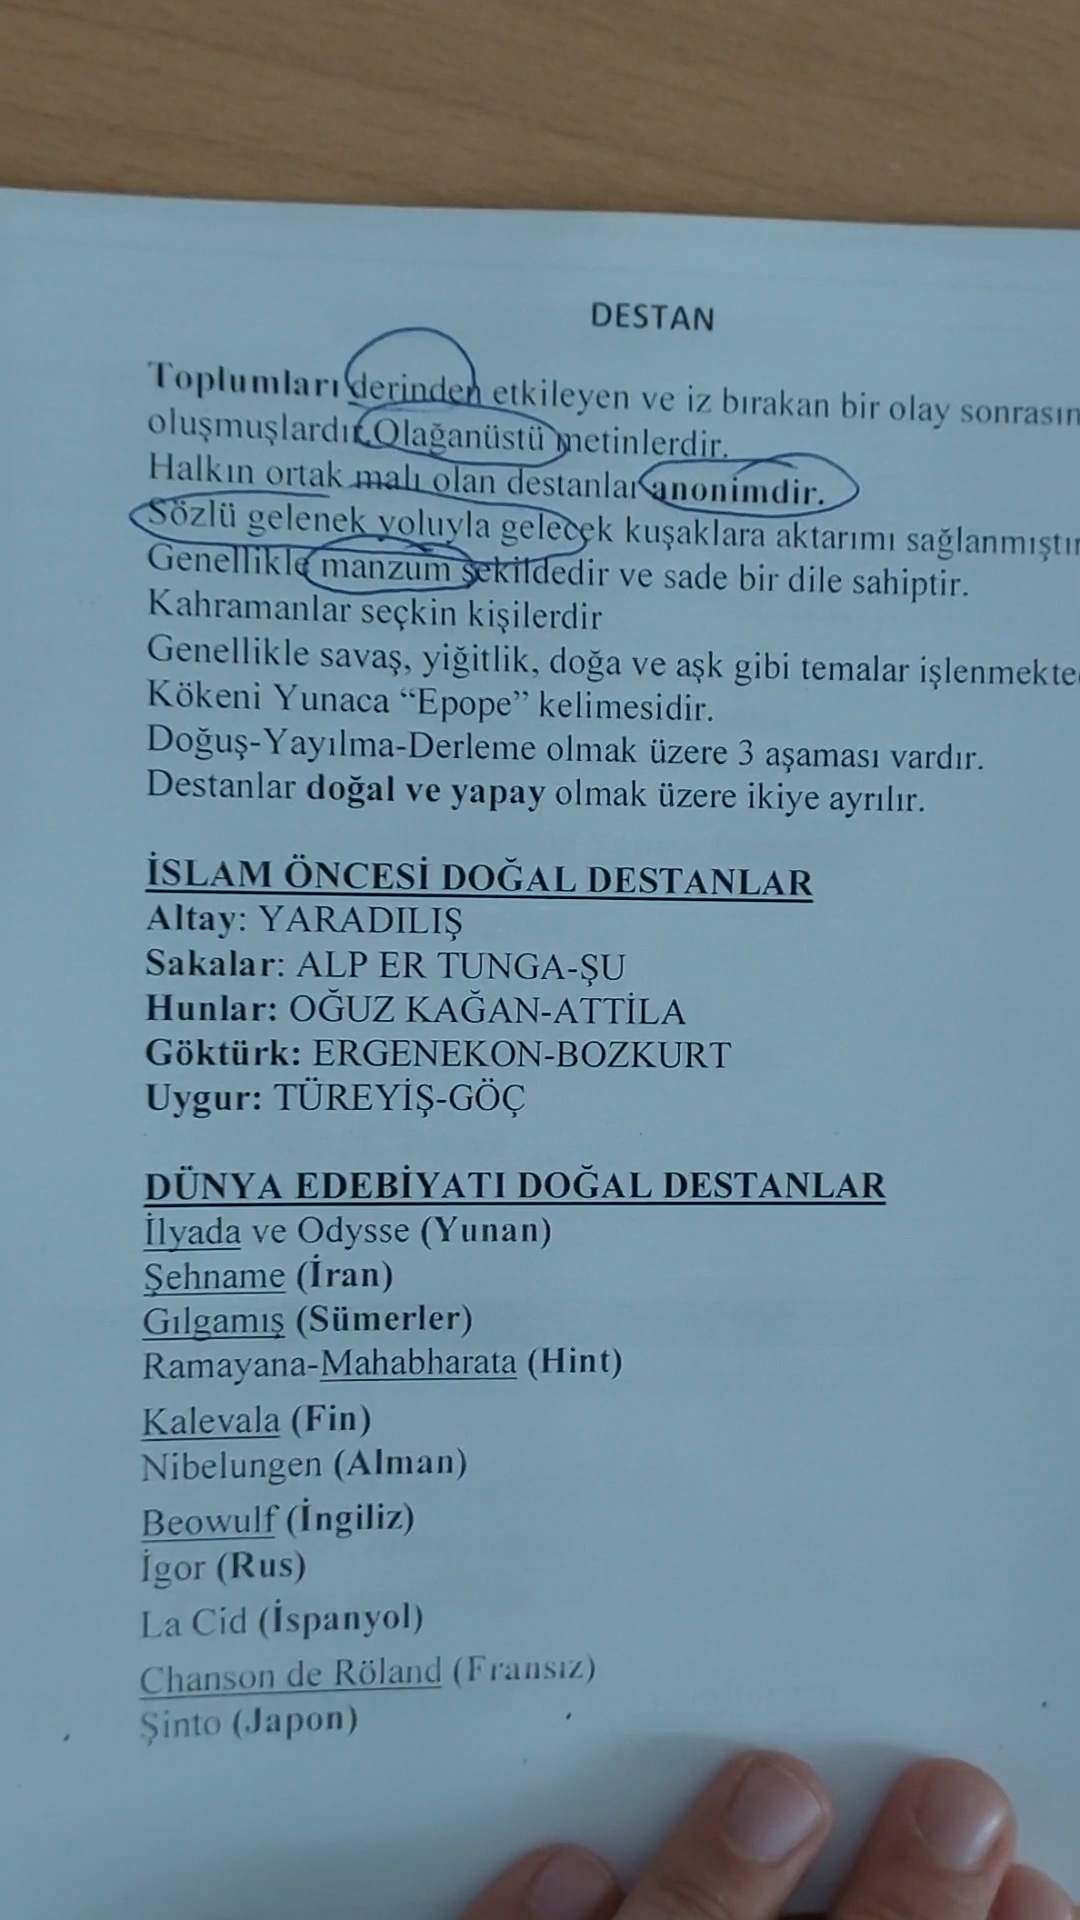 DESTAN
Toplumları derinden etkileyen ve iz bırakan bir olay sonrasın
oluşmuşlardır. Olağanüstü metinlerdir.
Halkın ortak malı olan destanlar anonimdir.
Sözlü gelenek yoluyla gelecek kuşaklara aktarımı sağlanmıştır
Genellikle manzum şekildedir ve sade bir dile sahiptir.
Kahramanlar seçkin kişilerdir
Genellikle savaş, yiğitlik, doğa ve aşk gibi temalar işlenmekte
Kökeni Yunaca “Epope” kelimesidir.
Doğuş-Yayılma-Derleme olmak üzere 3 aşaması vardır.
Destanlar doğal ve yapay olmak üzere ikiye ayrılır.
İSLAM ÖNCESİ DOĞAL DESTANLAR
Altay: YARADILIŞ
Sakalar: ALP ER TUNGA-ŞU
Hunlar: OĞUZ KAĞAN-ATTİLA
Göktürk: ERGENEKON-BOZKURT
Uygur: TÜREYİŞ-GÖÇ
DÜNYA EDEBİYATI DOĞAL DESTANLAR
İlyada ve Odysse (Yunan)
Şehname (İran)
Gılgamış (Sümerler)
Ramayana-Mahabharata (Hint)
Kalevala (Fin)
Nibelungen (Alman)
Beowulf (İngiliz)
İgor (Rus)
La Cid (İspanyol)
Chanson de Röland (Fransız)
Şinto (Japon)